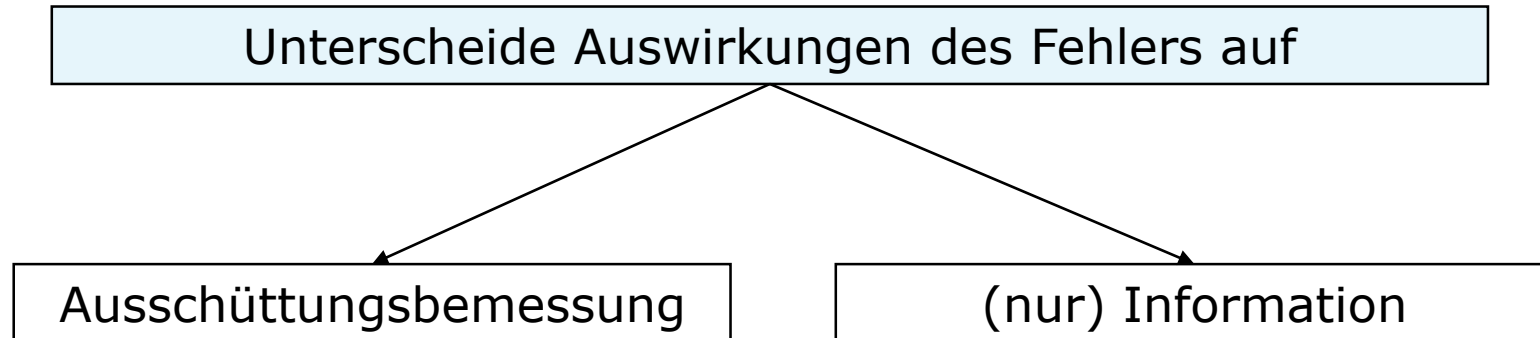 Unterscheide Auswirkungen des Fehlers auf
Ausschüttungsbemessung
(nur) Information